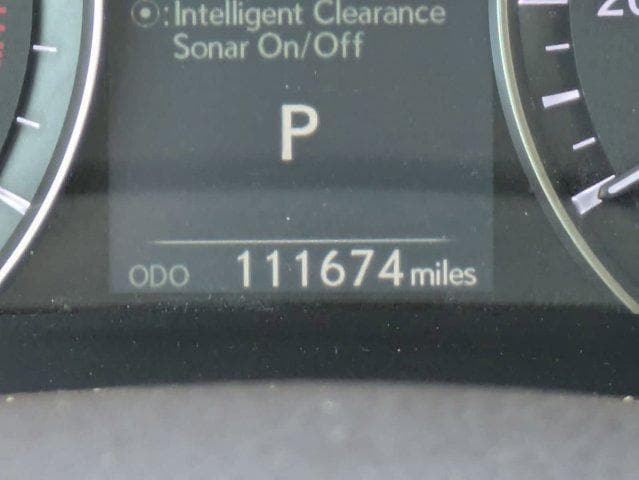 ⦿: Intelligent Clearance
Sonar On/Off
P
ODO 111674 miles